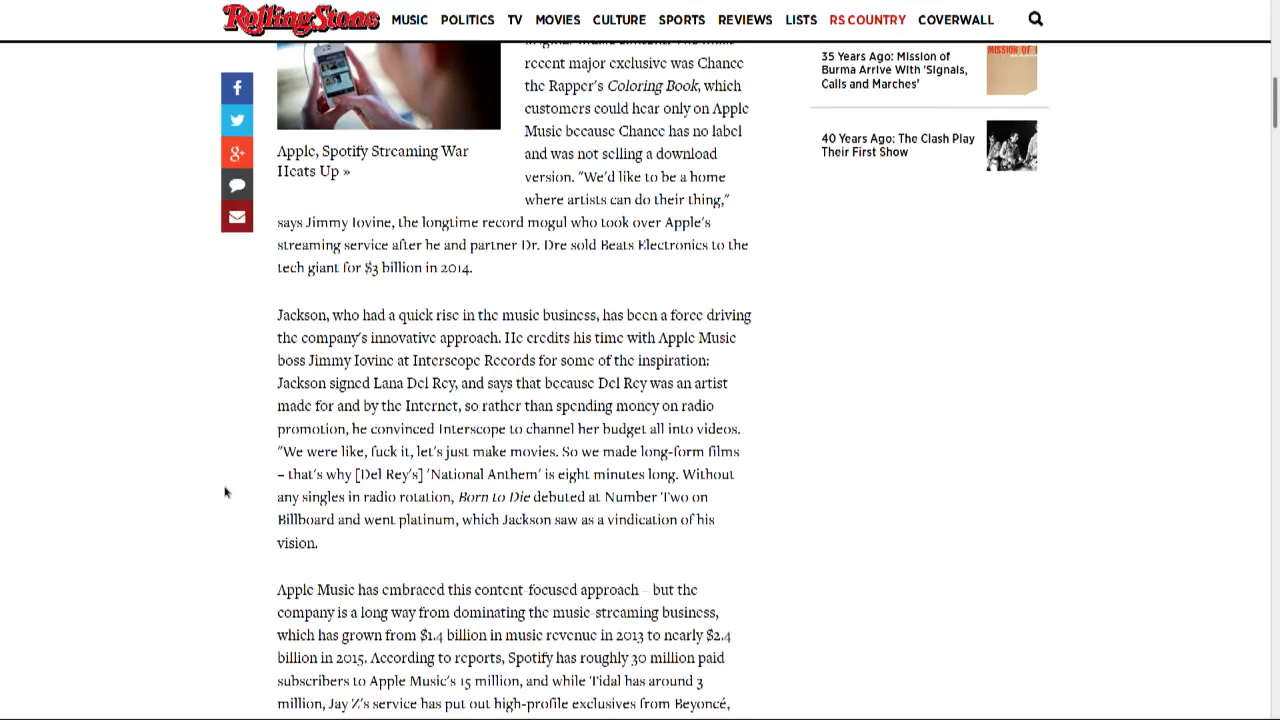 RollingStone MUSIC POLITICS TV MOVIES CULTURE SPORTS REVIEWS LISTS RS COUNTRY COVERWALL
Apple, Spotify Streaming War
Heats Up »
recent major exclusive was Chance
the Rapper's Coloring Book, which
customers could hear only on Apple
Music because Chance has no label
and was not selling a download
version. "We'd like to be a home
where artists can do their thing,"
says Jimmy Iovine, the longtime record mogul who took over Apple's
streaming service after he and partner Dr. Dre sold Beats Electronics to the
tech giant for $3 billion in 2014.
Jackson, who had a quick rise in the music business, has been a force driving
the company's innovative approach. He credits his time with Apple Music
boss Jimmy Iovine at Interscope Records for some of the inspiration:
Jackson signed Lana Del Rey, and says that because Del Rey was an artist
made for and by the Internet, so rather than spending money on radio
promotion, he convinced Interscope to channel her budget all into videos.
"We were like, fuck it, let's just make movies. So we made long-form films
– that's why [Del Rey's] 'National Anthem' is eight minutes long. Without
any singles in radio rotation, Born to Die debuted at Number Two on
Billboard and went platinum, which Jackson saw as a vindication of his
vision.
Apple Music has embraced this content-focused approach – but the
company is a long way from dominating the music-streaming business,
which has grown from $1.4 billion in music revenue in 2013 to nearly $2.4
billion in 2015. According to reports, Spotify has roughly 30 million paid
subscribers to Apple Music's 15 million, and while Tidal has around 3
million, Jay Z's service has put out high-profile exclusives from Beyoncé,
35 Years Ago: Mission of
Burma Arrive With 'Signals,
Calls and Marches'
MISSION OF
40 Years Ago: The Clash Play
Their First Show